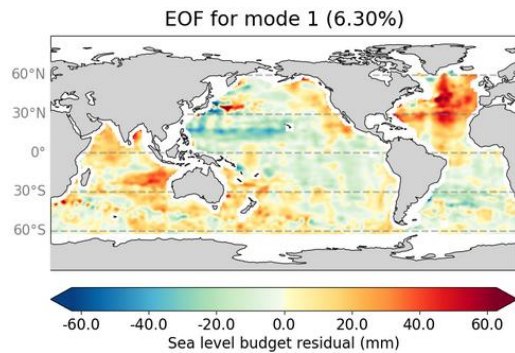 EOF for mode 1 (6.30%)
60°N
30°N
0°
30°S
60°S
-60.0 -40.0 -20.0 0.0 20.0 40.0 60.0
Sea level budget residual (mm)